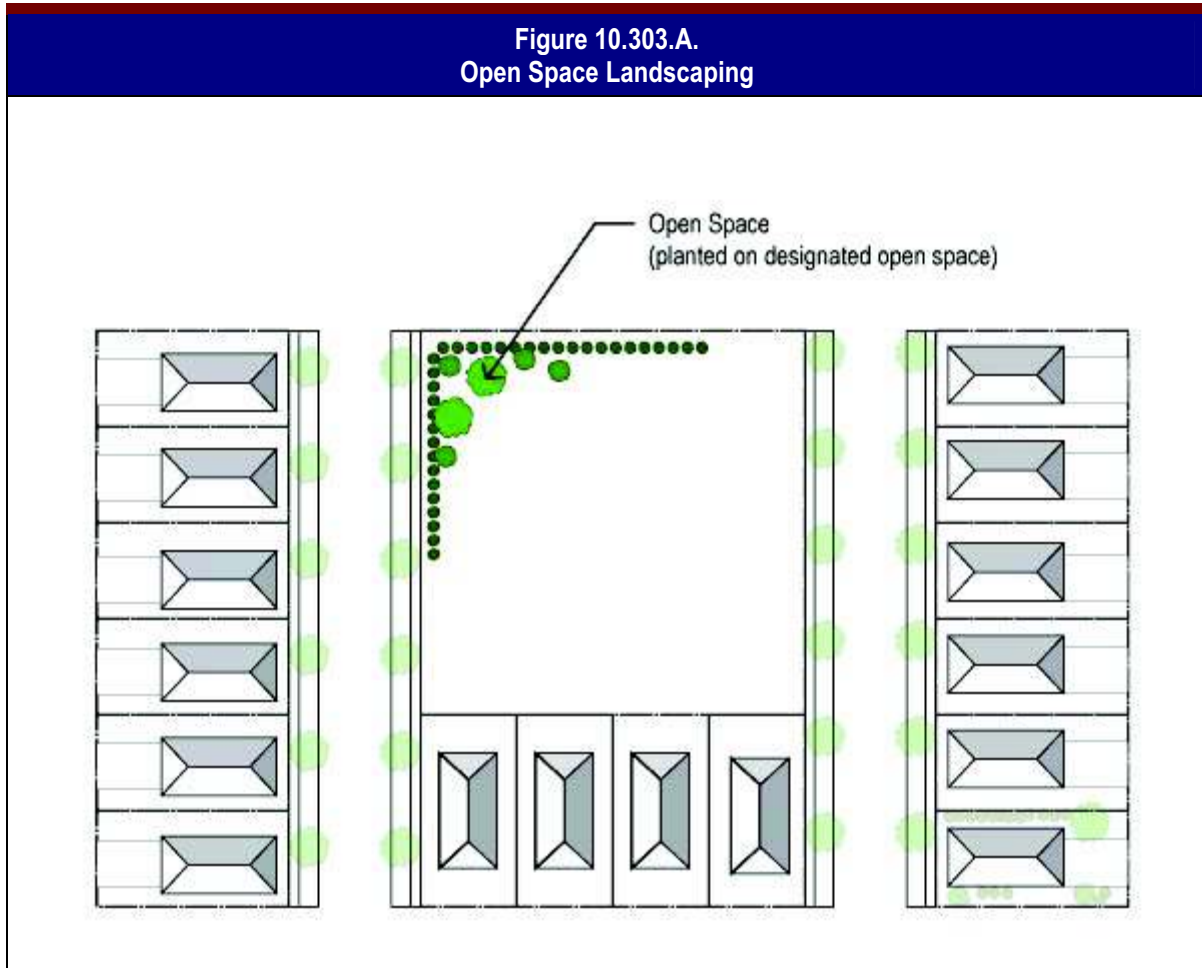 Figure 10.303.A.
Open Space Landscaping
Open Space
(planted on designated open space)